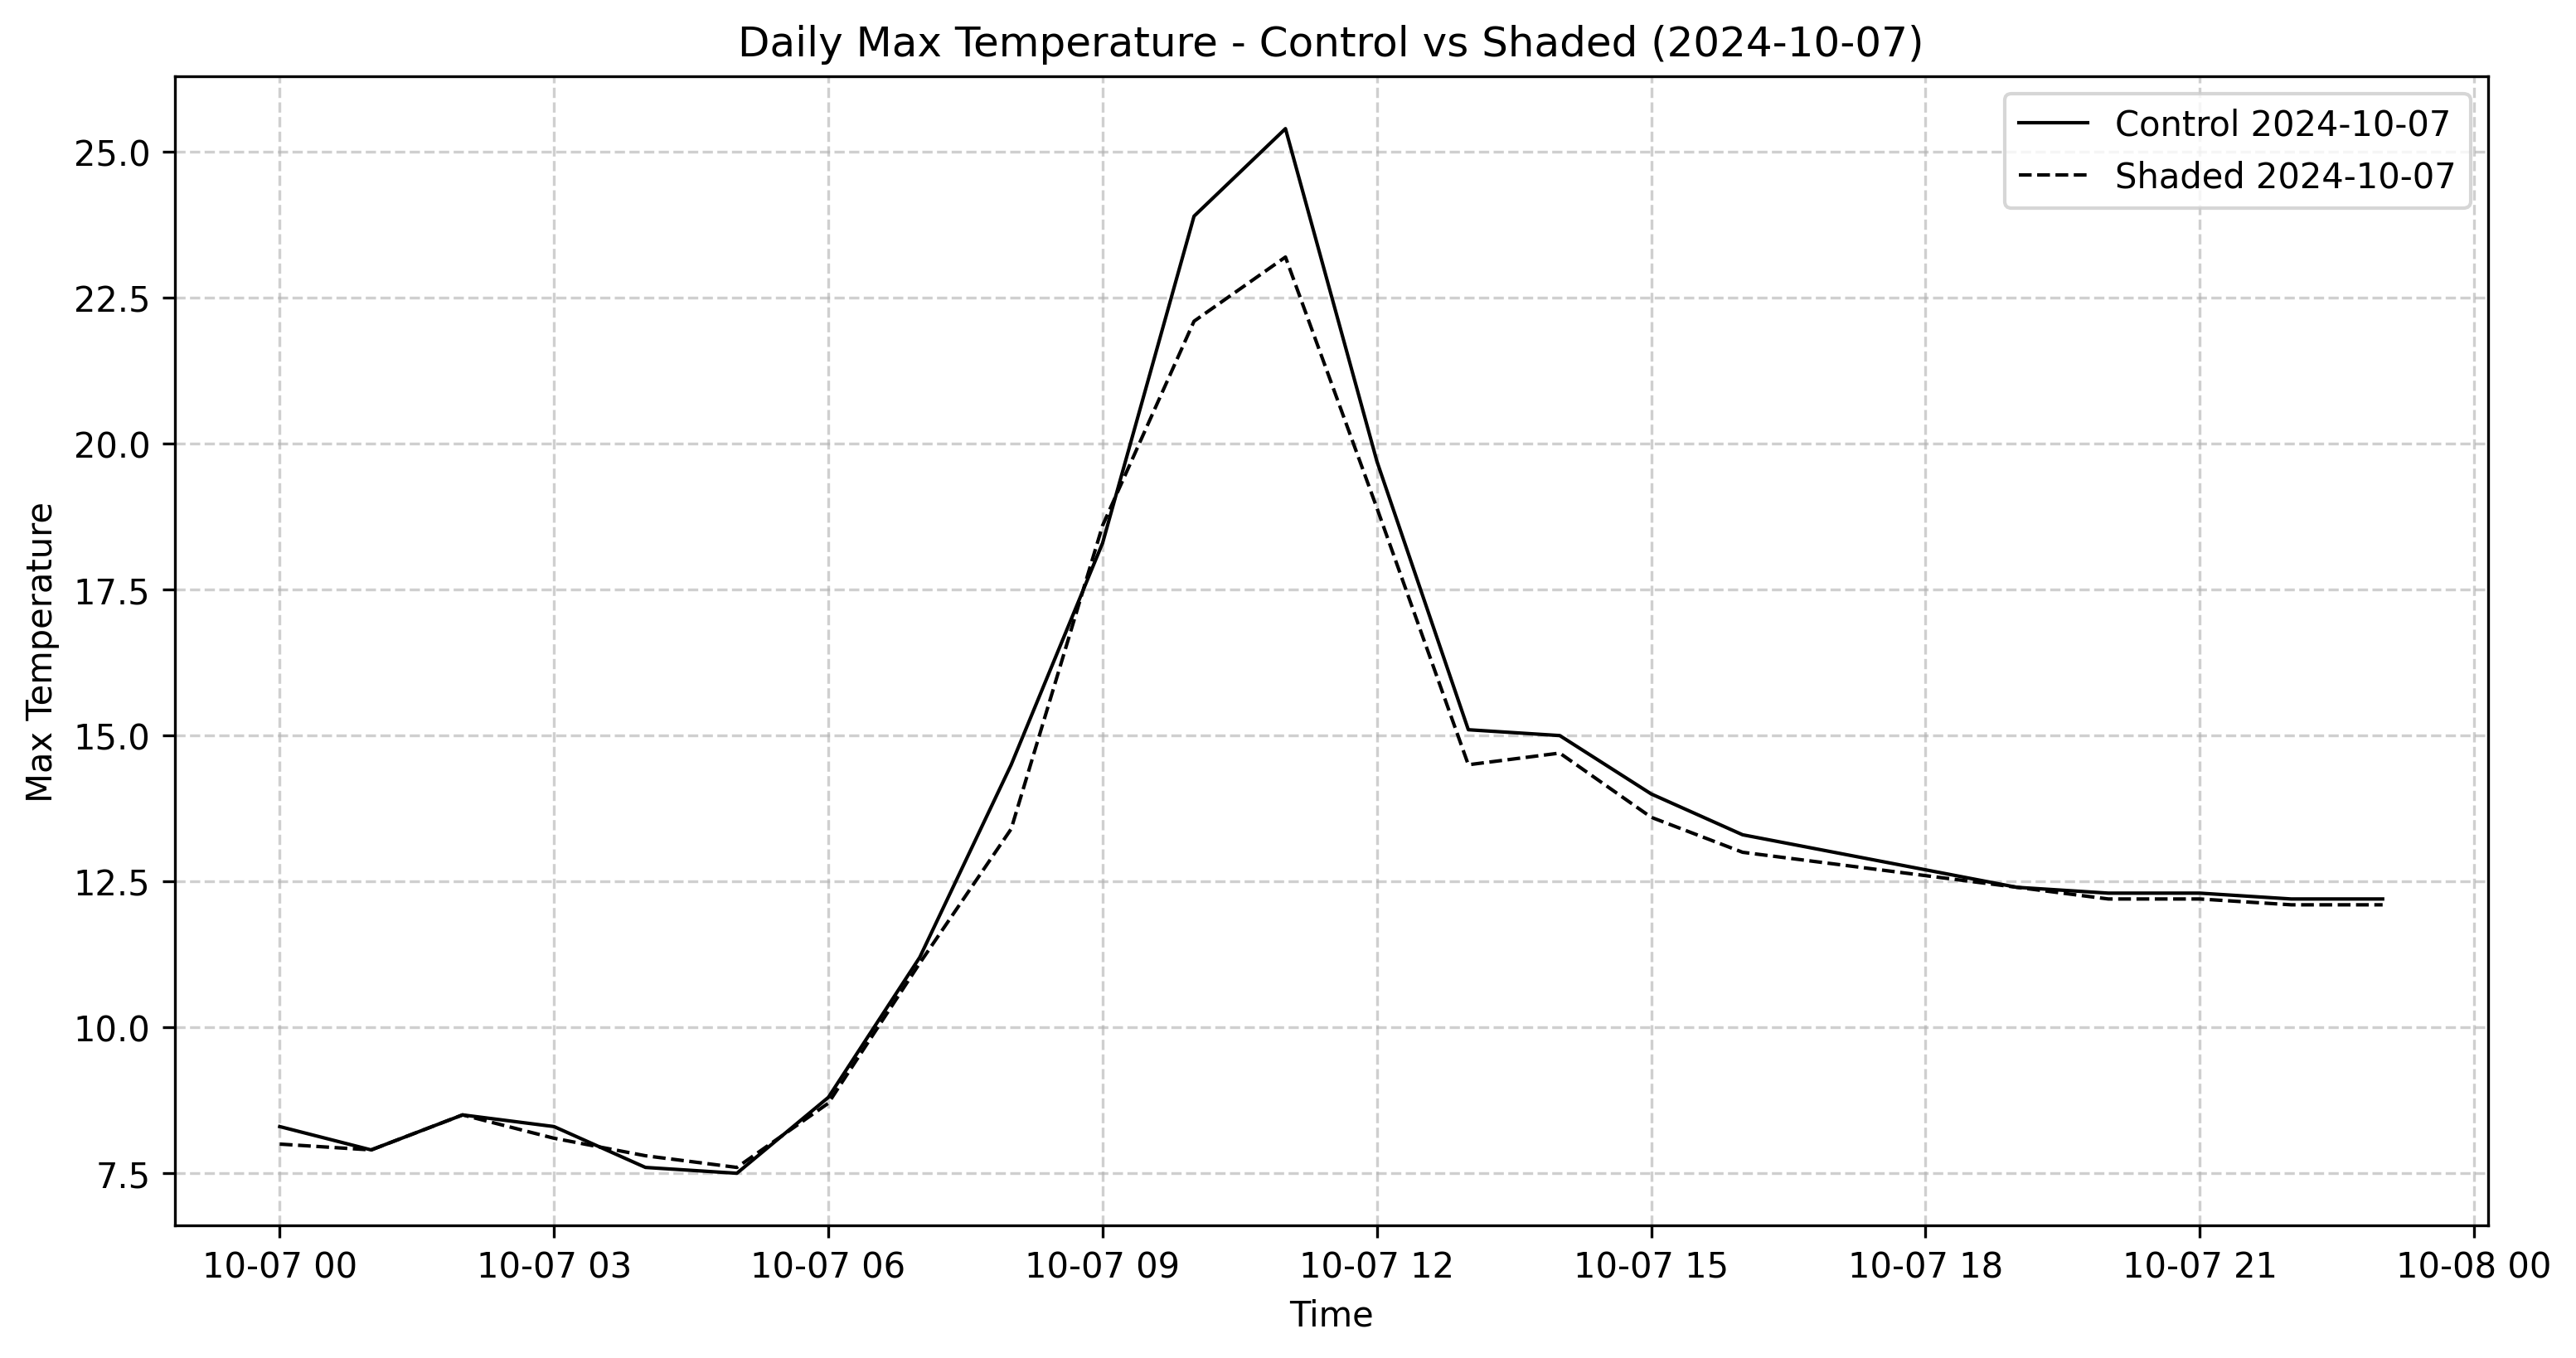 Daily Max Temperature - Control vs Shaded (2024-10-07)
Control 2024-10-07
Shaded 2024-10-07
Max Temperature
25.0
22.5
20.0
17.5
15.0
12.5
10.0
7.5
10-07 00 10-07 03 10-07 06 10-07 09 10-07 12 10-07 15 10-07 18 10-07 21 10-08 00
Time